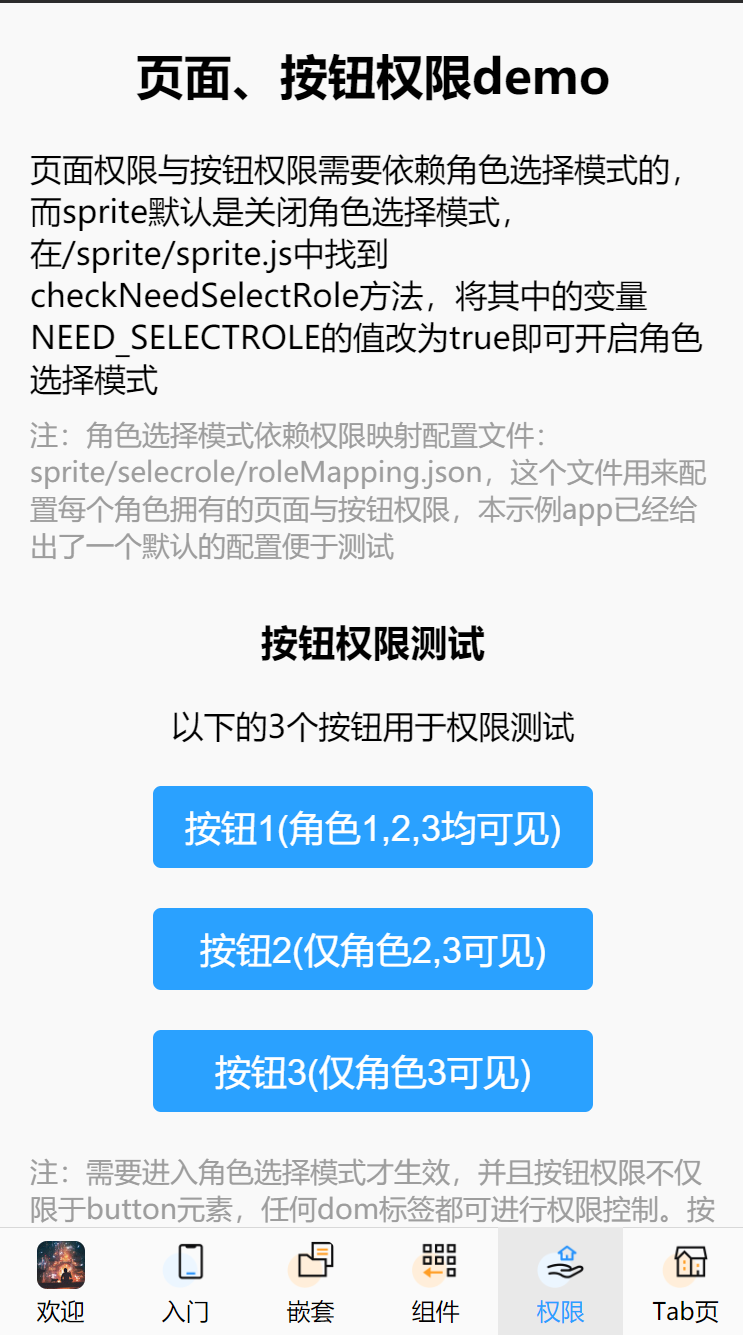 页面、按钮权限demo
页面权限与按钮权限需要依赖角色选择模式的，
而sprite默认是关闭角色选择模式，
在/sprite/sprite.js中找到
checkNeedSelectRole方法，将其中的变量
NEED_SELECTROLE的值改为true即可开启角色
选择模式
注：角色选择模式依赖权限映射配置文件：
sprite/selecrole/roleMapping.json，这个文件用来配
置每个角色拥有的页面与按钮权限，本示例app已经给
出了一个默认的配置便于测试
按钮权限测试
以下的3个按钮用于权限测试
按钮1(角色1,2,3均可见)
按钮2(仅角色2,3可见)
按钮3(仅角色3可见)
注：需要进入角色选择模式才生效，并且按钮权限不仅
限于button元素，任何dom标签都可进行权限控制。按
欢迎 入门 嵌套 组件 权限 Tab页